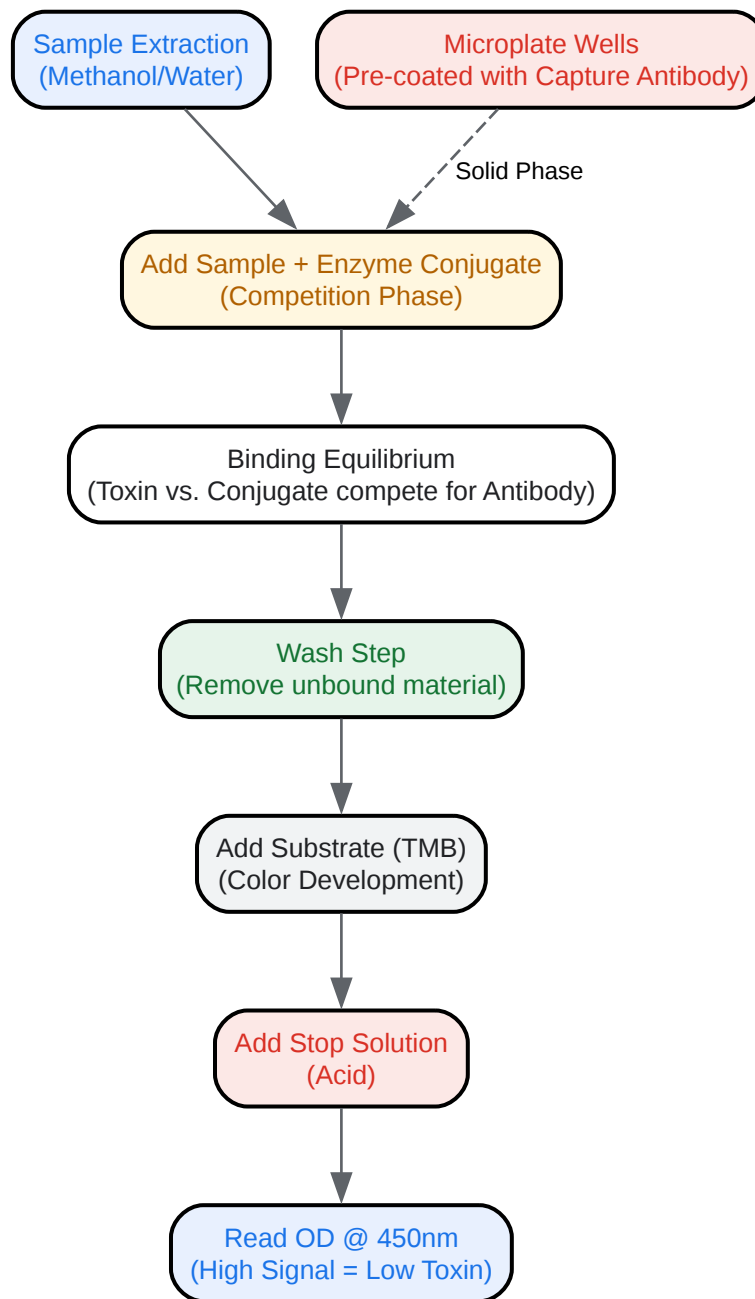 Sample Extraction
(Methanol/Water)
Microplate Wells
(Pre-coated with Capture Antibody)
Solid Phase
Add Sample + Enzyme Conjugate
(Competition Phase)
Binding Equilibrium
(Toxin vs. Conjugate compete for Antibody)
Wash Step
(Remove unbound material)
Add Substrate (TMB)
(Color Development)
Add Stop Solution
(Acid)
Read OD @ 450nm
(High Signal = Low Toxin)